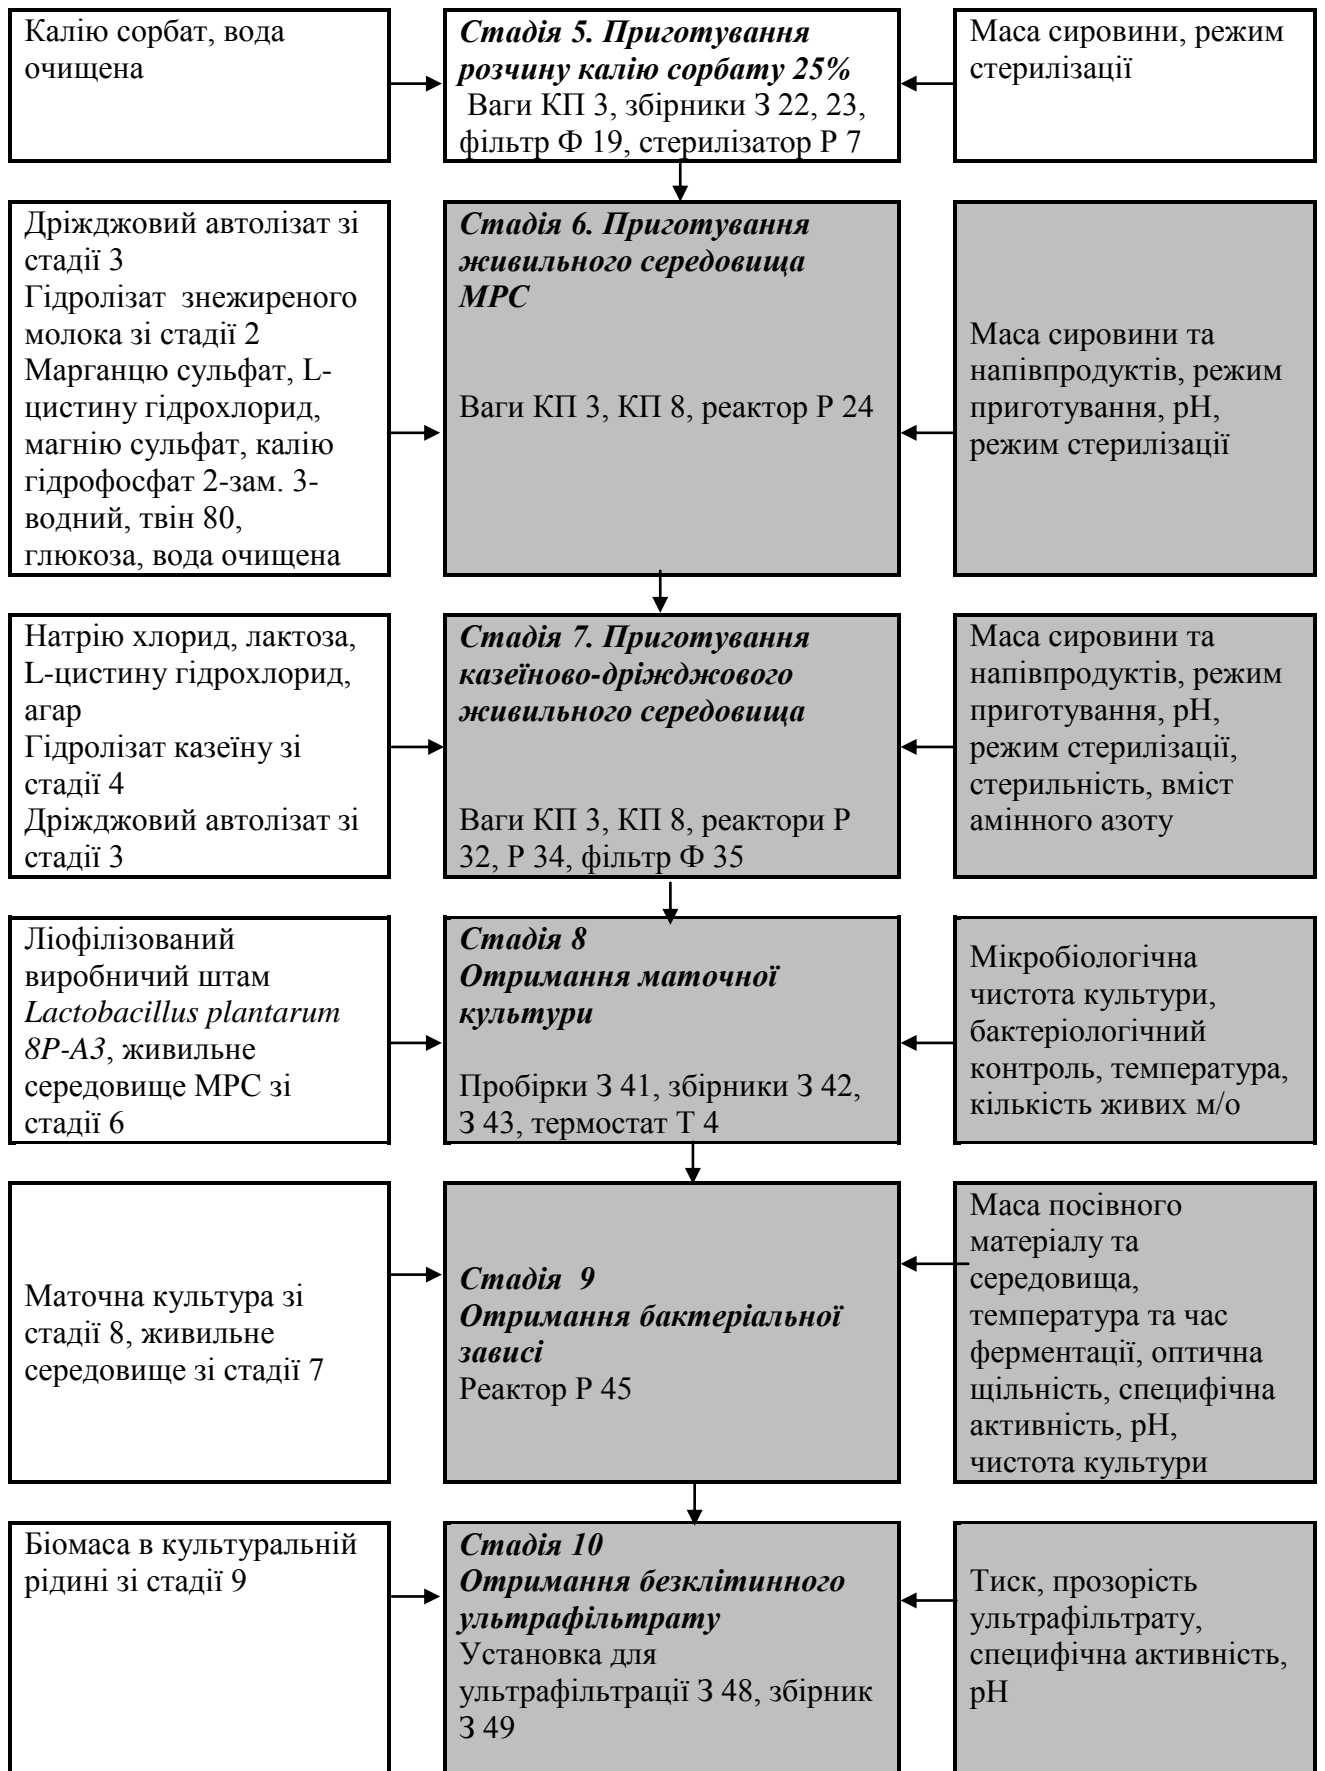 Калію сорбат, вода
очищена
Стадія 5. Приготування
розчину калію сорбату 25%
Ваги КП 3, збірники З 22, 23,
фільтр Ф 19, стерилізатор Р 7
Маса сировини, режим
стерилізації
Дріжджовий автолізат зі
стадії 3
Гідролізат знежиреного
молока зі стадії 2
Марганцю сульфат, L-
цистину гідрохлорид,
магнію сульфат, калію
гідрофосфат 2-зам. 3-
водний, твін 80,
глюкоза, вода очищена
Стадія 6. Приготування
живильного середовища
МРС
Ваги КП 3, КП 8, реактор Р 24
Маса сировини та
напівпродуктів, режим
приготування, рН,
режим стерилізації
Натрію хлорид, лактоза,
L-цистину гідрохлорид,
агар
Гідролізат казеїну зі
стадії 4
Дріжджовий автолізат зі
стадії 3
Стадія 7. Приготування
казеїново-дріжджового
живильного середовища
Ваги КП 3, КП 8, реактори Р
32, Р 34, фільтр Ф 35
Маса сировини та
напівпродуктів, режим
приготування, рН,
режим стерилізації,
стерильність, вміст
амінного азоту
Ліофілізований
виробничий штам
Lactobacillus plantarum
8P-A3, живильне
середовище МРС зі
стадії 6
Стадія 8
Отримання маточної
культури
Пробірки З 41, збірники З 42,
З 43, термостат Т 4
Мікробіологічна
чистота культури,
бактеріологічний
контроль, температура,
кількість живих м/о
Маточна культура зі
стадії 8, живильне
середовище зі стадії 7
Стадія 9
Отримання бактеріальної
зависі
Реактор Р 45
Маса посівного
матеріалу та
середовища,
температура та час
ферментації, оптична
щільність, специфічна
активність, рН,
чистота культури
Біомаса в культуральній
рідині зі стадії 9
Стадія 10
Отримання безклітинного
ультрафільтрату
Установка для
ультрафільтрації З 48, збірник
З 49
Тиск, прозорість
ультрафільтрату,
специфічна активність,
рН